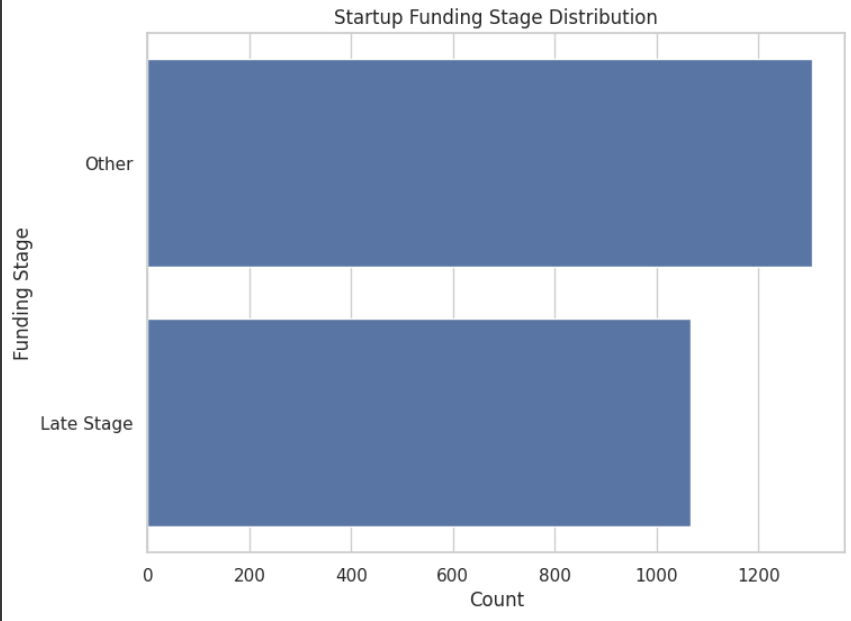 Startup Funding Stage Distribution
Funding Stage
Other
Late Stage
0 200 400 600 800 1000 1200
Count